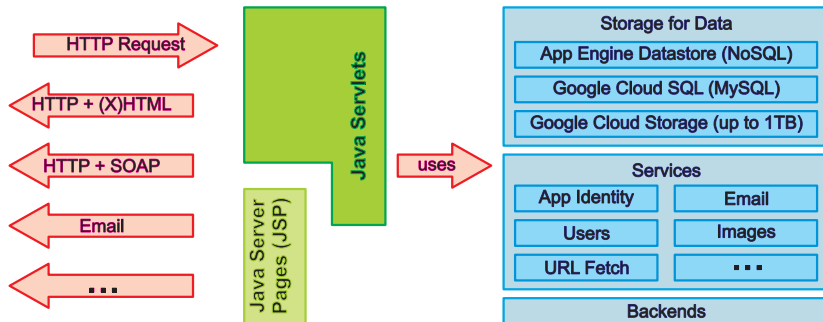 HTTP Request
HTTP + (X)HTML
HTTP + SOAP
Email
...
Java Servlets
Java Server
Pages (JSP)
uses
Storage for Data
App Engine Datastore (NoSQL)
Google Cloud SQL (MySQL)
Google Cloud Storage (up to 1TB)
Services
App Identity
Email
Users
Images
URL Fetch
...
Backends